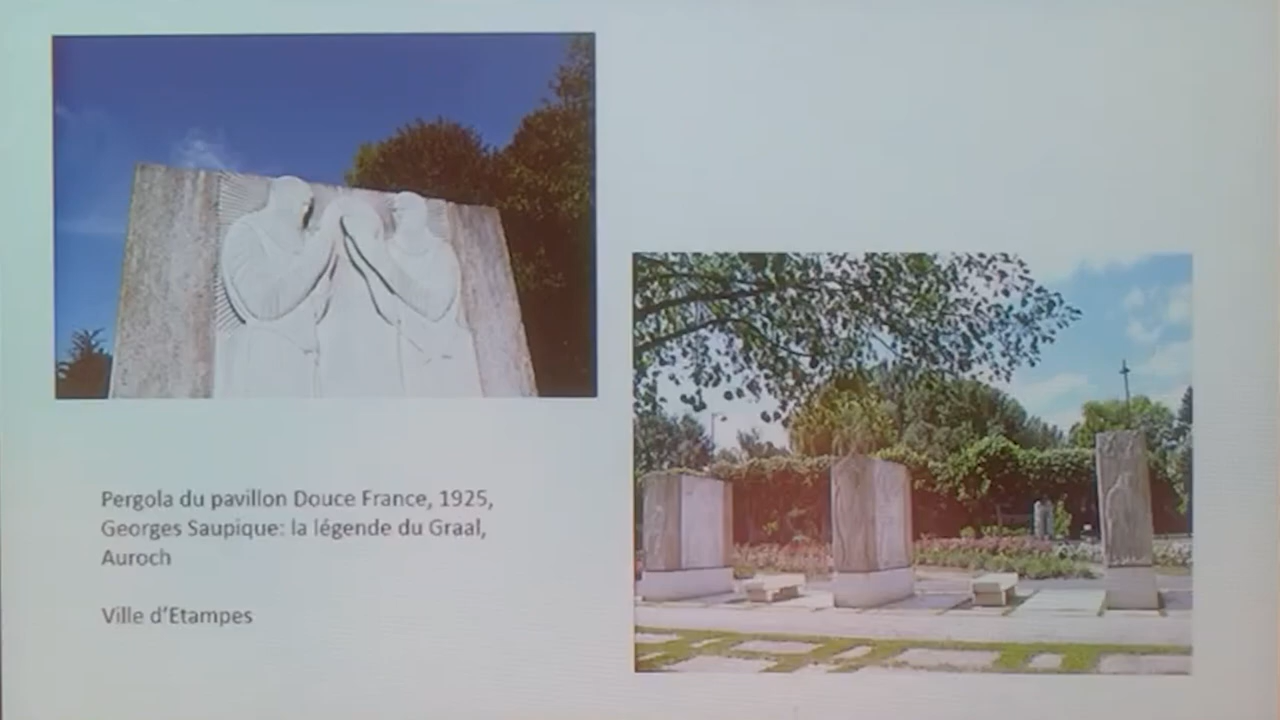 Pergola du pavillon Douce France, 1925,
Georges Saupique: la légende du Graal,
Auroch
Ville d'Etampes